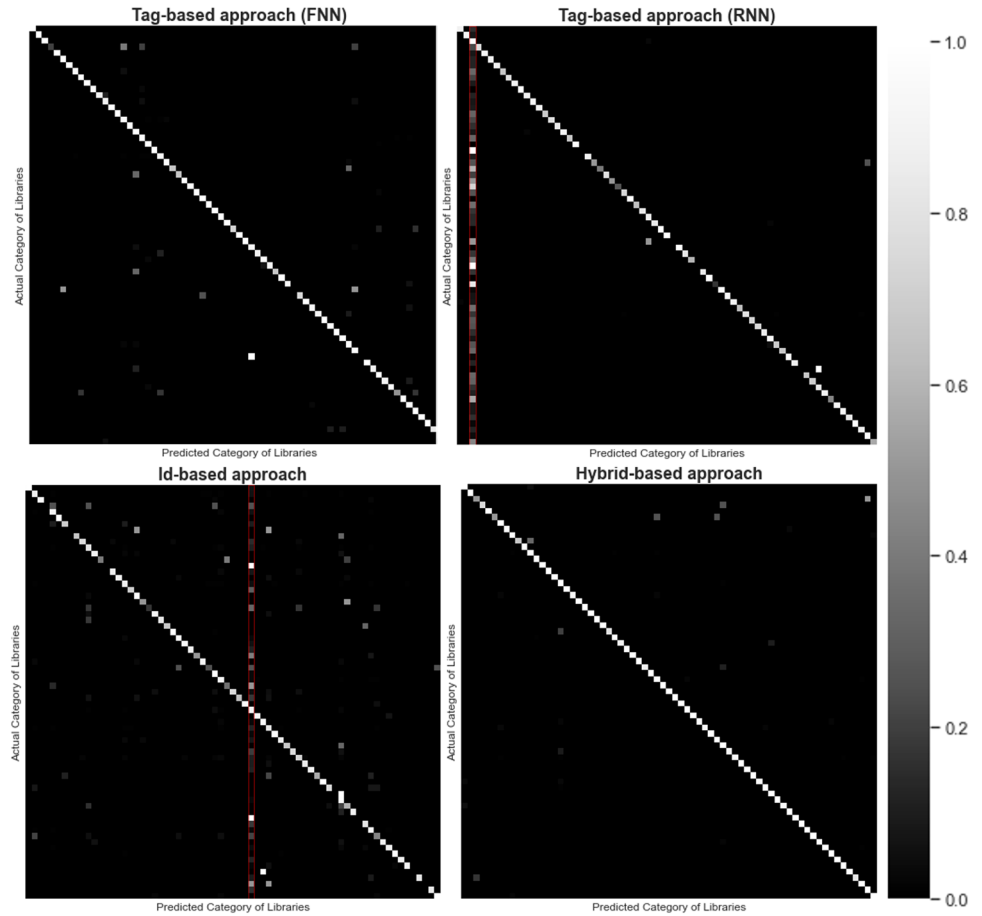 Tag-based approach (FNN)
Tag-based approach (RNN)
Actual Category of Libraries
Actual Category of Libraries
Predicted Category of Libraries
Predicted Category of Libraries
Id-based approach
Hybrid-based approach
Actual Category of Libraries
Actual Category of Libraries
Predicted Category of Libraries
Predicted Category of Libraries
1.0
0.8
0.6
0.4
0.2
0.0